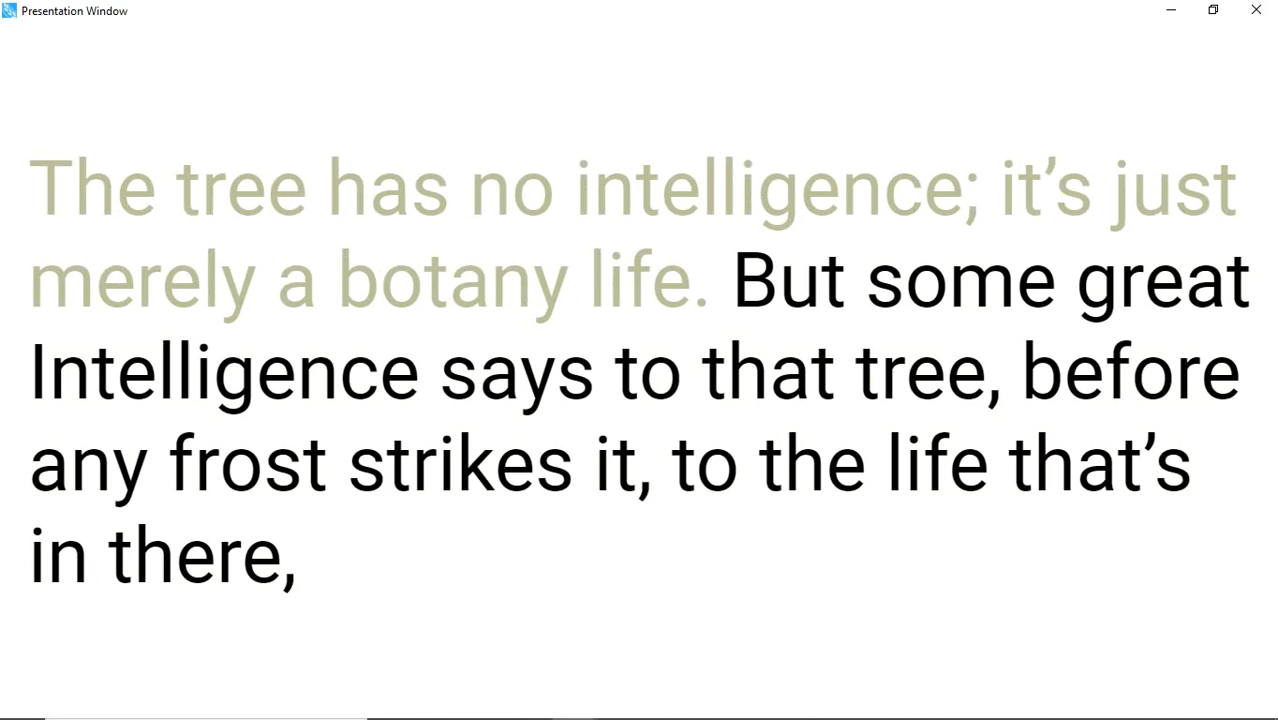 Presentation Window
The tree has no intelligence; it’s just
merely a botany life. But some great
Intelligence says to that tree, before
any frost strikes it, to the life that’s
in there,